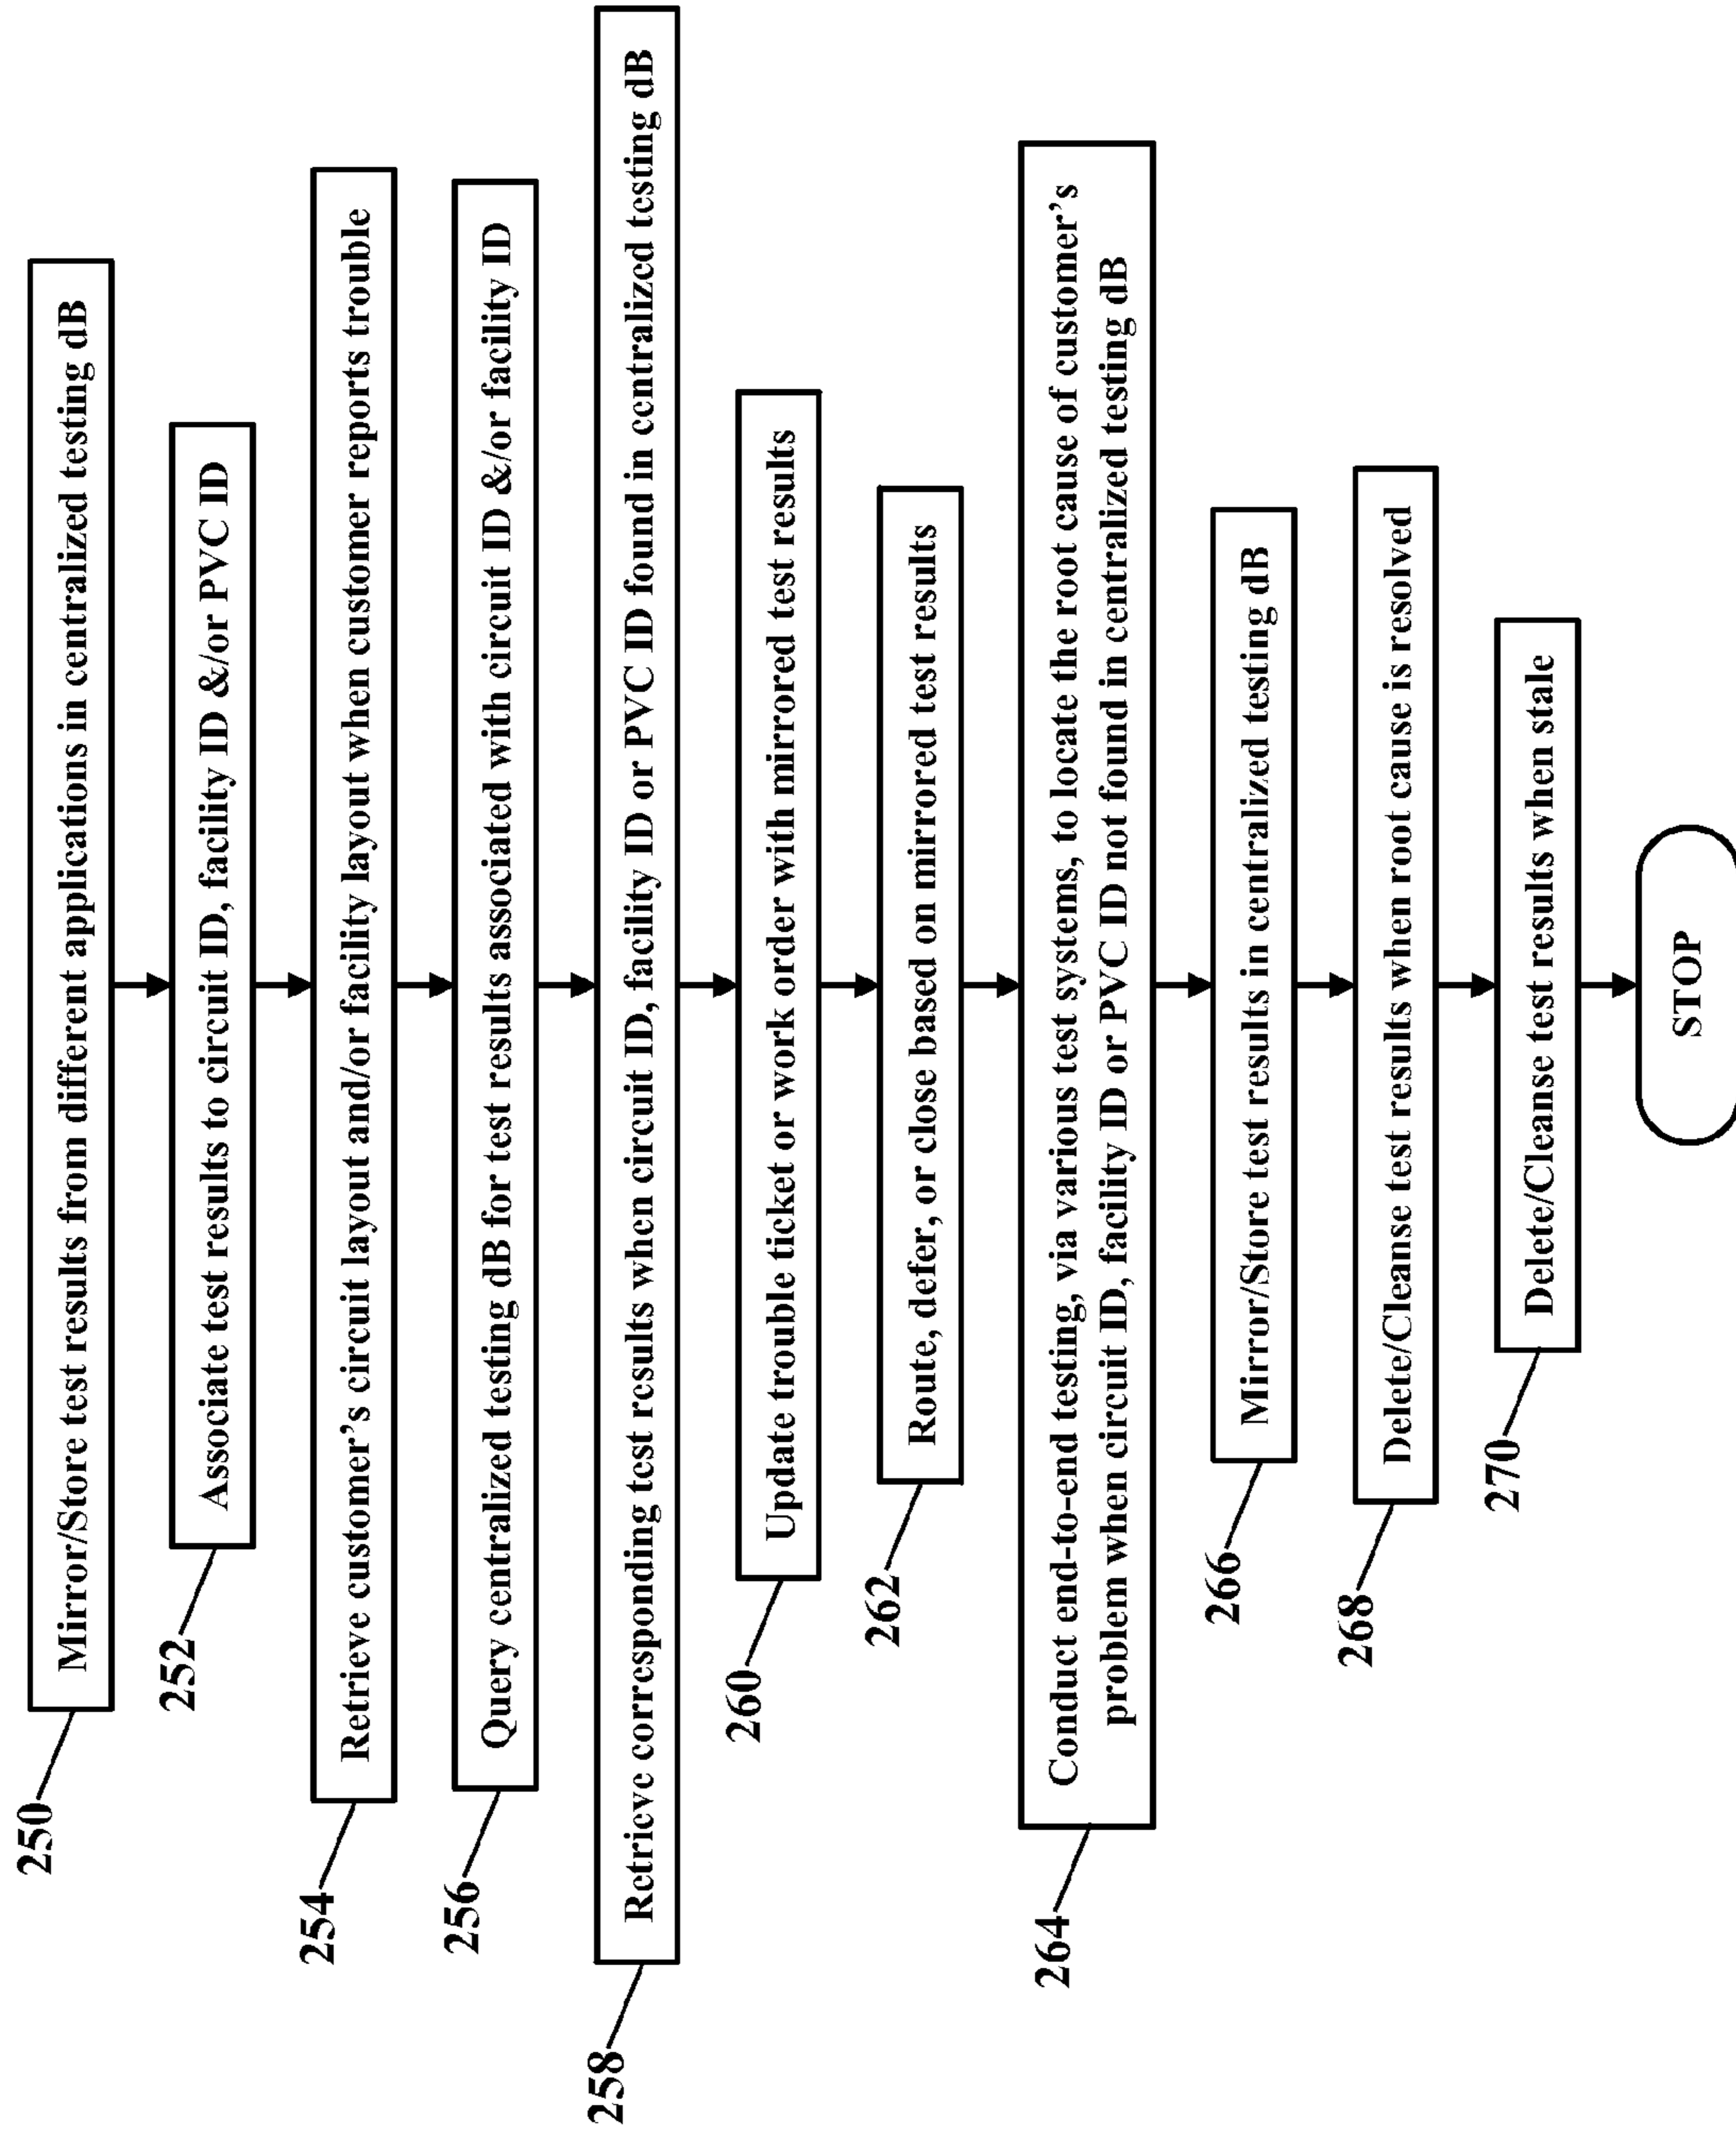 250
Mirror/Store test results from different applications in centralized testing dB
252
Associate test results to circuit ID, facility ID &/or PVC ID
254
Retrieve customer's circuit layout and/or facility layout when customer reports trouble
256
Query centralized testing dB for test results associated with circuit ID &/or facility ID
258
Retrieve corresponding test results when circuit ID, facility ID or PVC ID found in centralized testing dB
260
Update trouble ticket or work order with mirrored test results
262
Route, defer, or close based on mirrored test results
264
Conduct end-to-end testing, via various test systems, to locate the root cause of customer's
problem when circuit ID, facility ID or PVC ID not found in centralized testing dB
266
Mirror/Store test results in centralized testing dB
268
Delete/Cleanse test results when root cause is resolved
270
Delete/Cleanse test results when stale
STOP